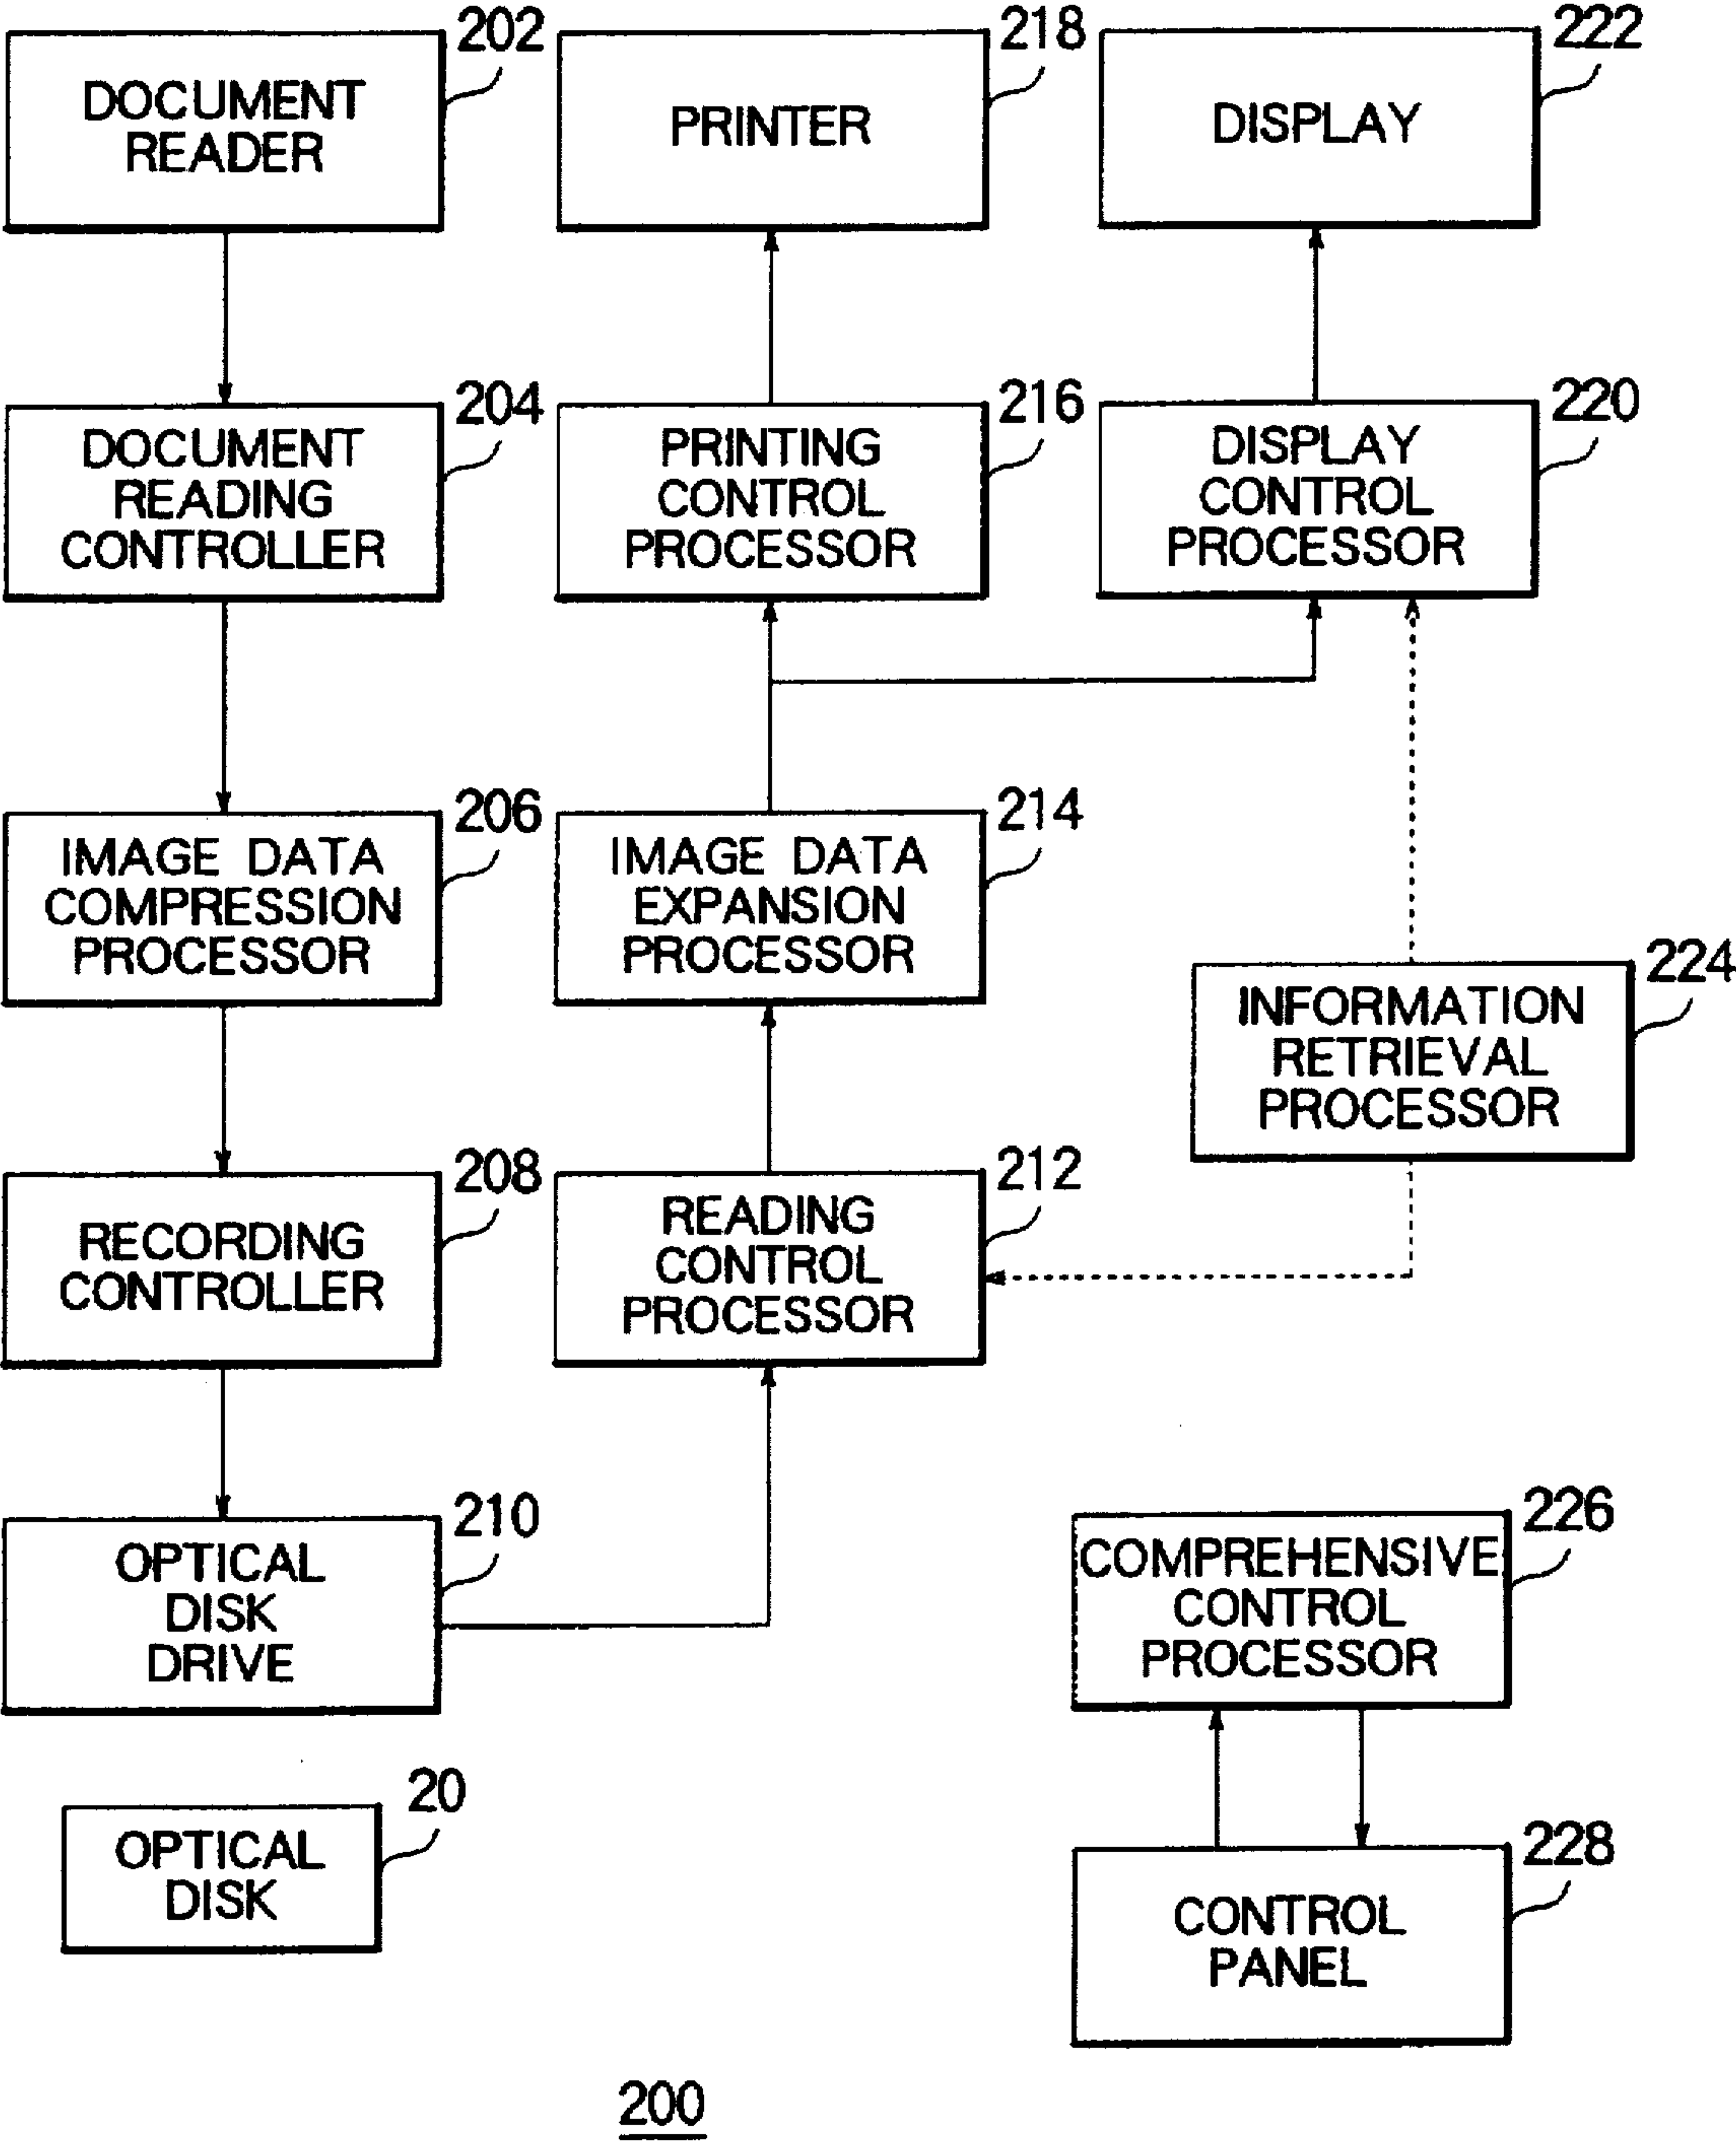 202
DOCUMENT
READER
218
PRINTER
222
DISPLAY
204
DOCUMENT
READING
CONTROLLER
216
PRINTING
CONTROL
PROCESSOR
220
DISPLAY
CONTROL
PROCESSOR
206
IMAGE DATA
COMPRESSION
PROCESSOR
214
IMAGE DATA
EXPANSION
PROCESSOR
224
INFORMATION
RETRIEVAL
PROCESSOR
208
RECORDING
CONTROLLER
212
READING
CONTROL
PROCESSOR
210
OPTICAL
DISK
DRIVE
226
COMPREHENSIVE
CONTROL
PROCESSOR
20
OPTICAL
DISK
228
CONTROL
PANEL
200